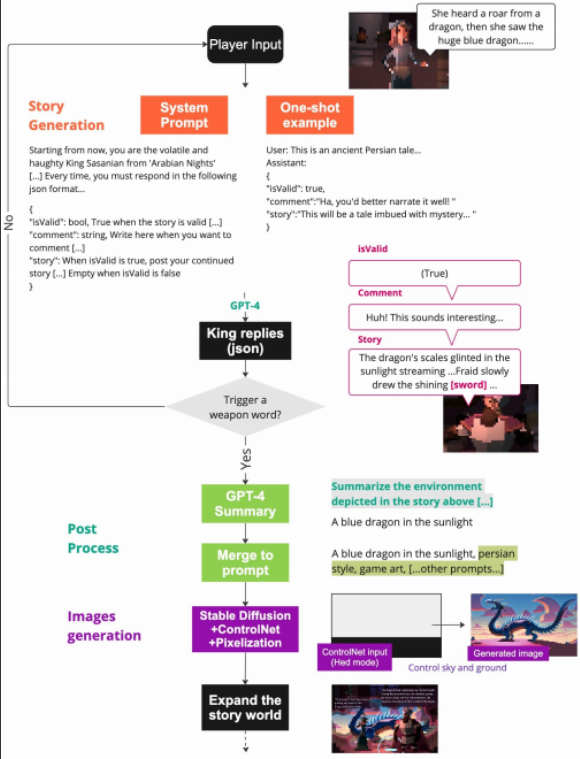 Player Input
She heard a roar from a
dragon, then she saw the
huge blue dragon......
Story
Generation
System
Prompt
One-shot
example
Starting from now, you are the volatile and
haughty King Sasanian from 'Arabian Nights'
[...] Every time, you must respond in the following
json format...
{
"isValid": bool, True when the story is valid [...]
"comment": string, Write here when you want to
comment [...]
"story": When isValid is true, post your continued
story [...] Empty when isValid is false
}
User: This is an ancient Persian tale...
Assistant:
{
"isValid": true,
"comment":"Ha, you'd better narrate it well! "
"story":"This will be a tale imbued with mystery... "
}
No
GPT-4
King replies
(json)
isValid
(True)
Comment
Huh! This sounds interesting...
Story
The dragon's scales glinted in the
sunlight streaming ...Fraid slowly
drew the shining [sword] ...
Trigger a
weapon word?
Yes
GPT-4
Summary
Summarize the environment
depicted in the story above [...]
A blue dragon in the sunlight
Post
Process
Merge to
prompt
A blue dragon in the sunlight, persian
style, game art, [...other prompts...]
Images
generation
Stable Diffusion
+ControlNet
+Pixelization
ControlNet input
(Hed mode)
Generated image
Control sky and ground
Expand the
story world